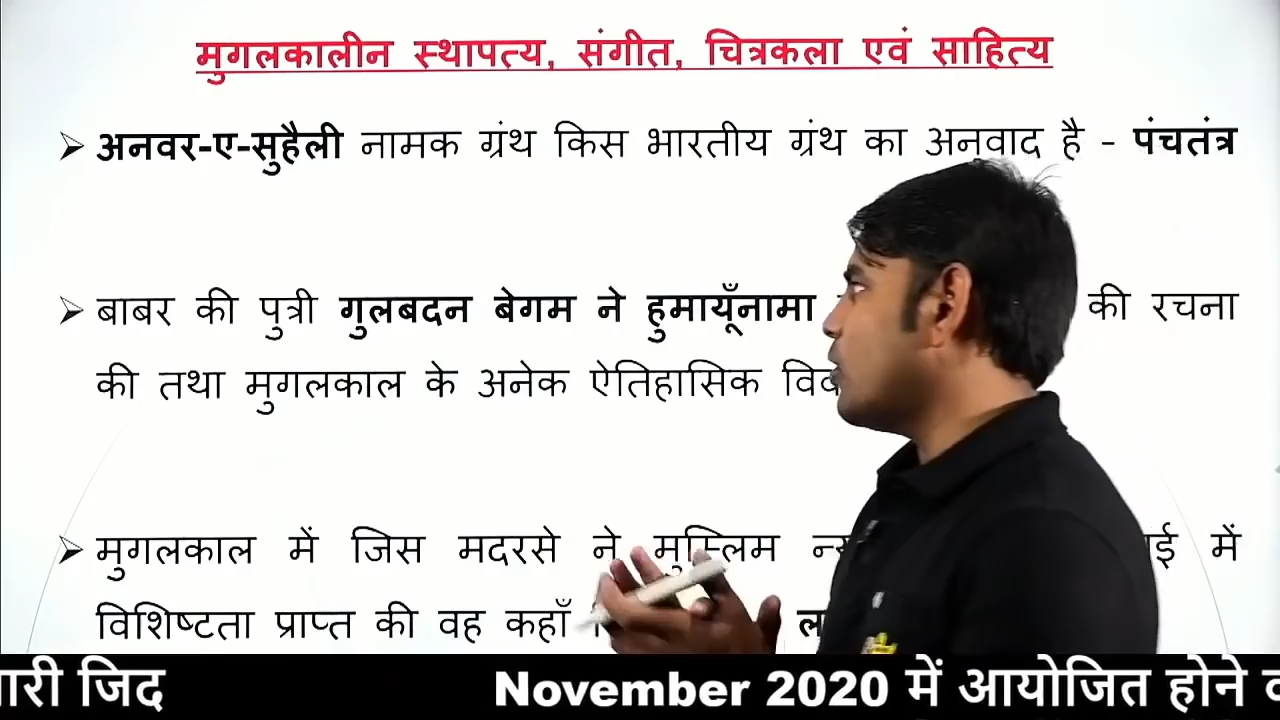 मुगलकालीन स्थापत्य, संगीत, चित्रकला एवं साहित्य
➢ अनवर-ए-सुहैली नामक ग्रंथ किस भारतीय ग्रंथ का अनवाद है - पंचतंत्र
➢ बाबर की पुत्री गुलबदन बेगम ने हुमायूँनामा की रचना
की तथा मुगलकाल के अनेक ऐतिहासिक
➢ मुगलकाल में जिस मदरसे ने मुस्लिम में
विशिष्टता प्राप्त की वह कहाँ
जिद November 2020 में आयोजित होने